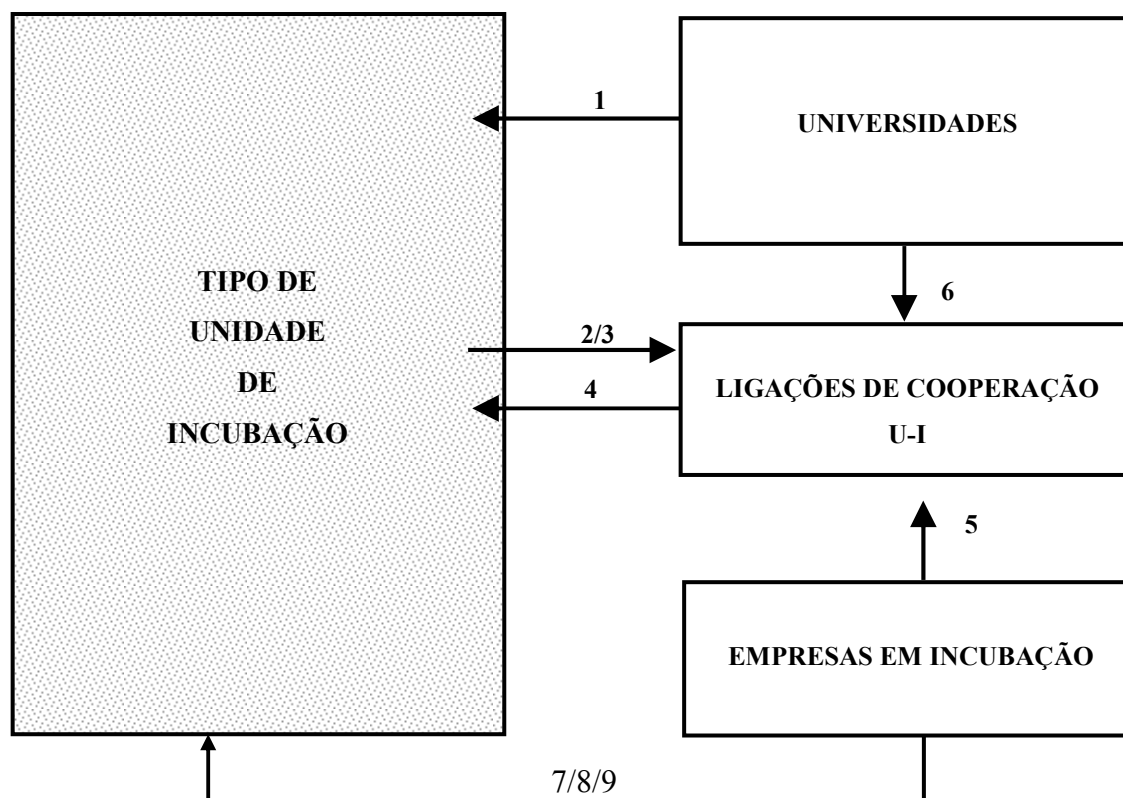 1
UNIVERSIDADES
TIPO DE
UNIDADE
DE
INCUBAÇÃO
6
2/3
4
LIGAÇÕES DE COOPERAÇÃO
U-I
5
EMPRESAS EM INCUBAÇÃO
7/8/9